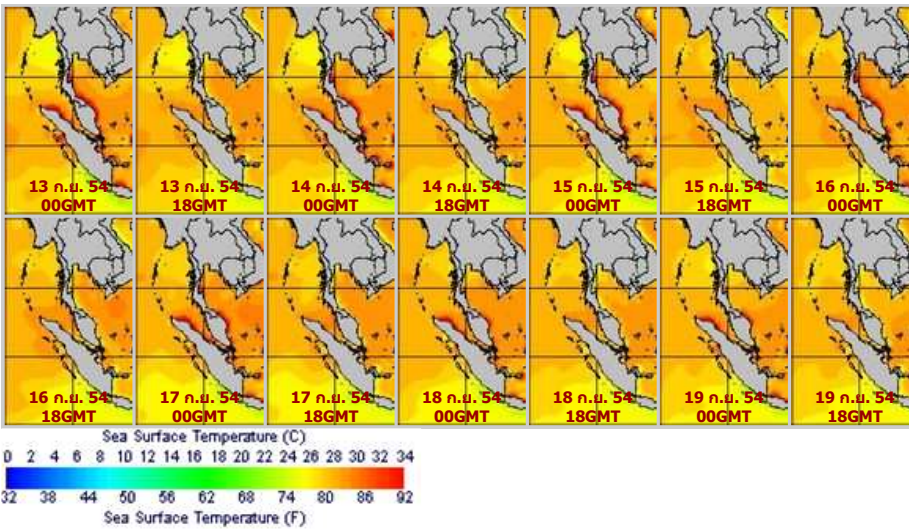 13 ก.ย. 54
00GMT
13 ก.ย. 54
18GMT
14 ก.ย. 54
00GMT
14 ก.ย. 54
18GMT
15 ก.ย. 54
00GMT
15 ก.ย. 54
18GMT
16 ก.ย. 54
00GMT
16 ก.ย. 54
18GMT
17 ก.ย. 54
00GMT
17 ก.ย. 54
18GMT
18 ก.ย. 54
00GMT
18 ก.ย. 54
18GMT
19 ก.ย. 54
00GMT
19 ก.ย. 54
18GMT
Sea Surface Temperature (C)
0 2 4 6 8 10 12 14 16 18 20 22 24 26 28 30 32 34
32 38 44 50 56 62 68 74 80 86 92
Sea Surface Temperature (F)